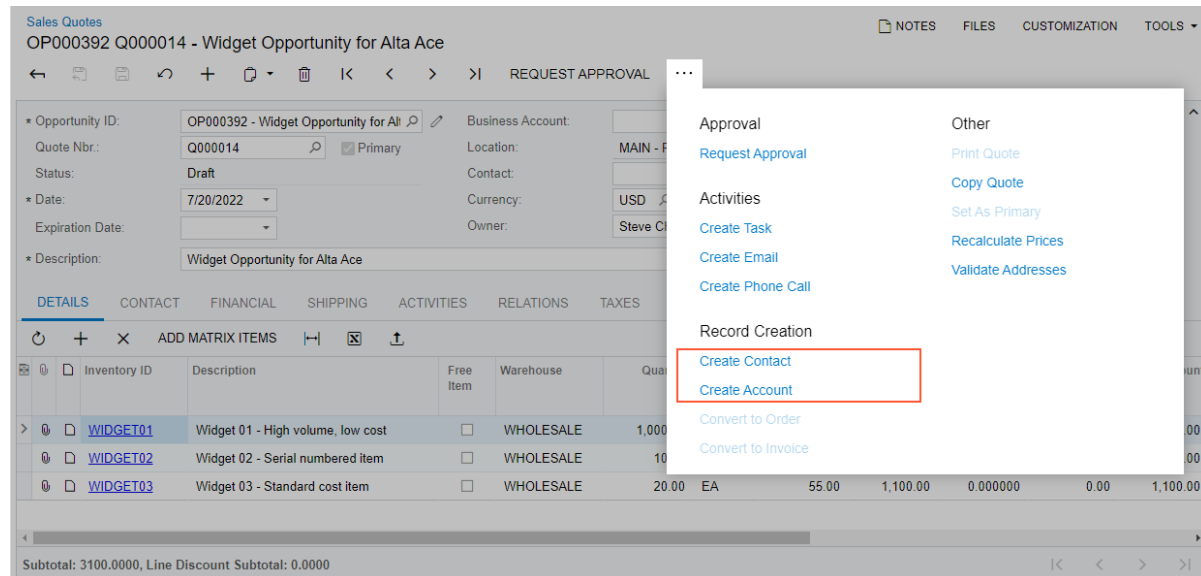 Sales Quotes
OP000392 Q000014 - Widget Opportunity for Alta Ace
NOTES FILES CUSTOMIZATION TOOLS
REQUEST APPROVAL ...
* Opportunity ID: OP000392 - Widget Opportunity for Alt Business Account:
Quote Nbr.: Q000014 Primary Location: MAIN -
Status: Draft Contact:
* Date: 7/20/2022 Currency: USD
Expiration Date: Owner: Steve
* Description: Widget Opportunity for Alta Ace
Approval
Request Approval
Activities
Create Task
Create Email
Create Phone Call
Record Creation
Create Contact
Create Account
Convert to Order
Convert to Invoice
Other
Print Quote
Copy Quote
Set As Primary
Recalculate Prices
Validate Addresses
DETAILS CONTACT FINANCIAL SHIPPING ACTIVITIES RELATIONS TAXES
ADD MATRIX ITEMS
Inventory ID Description Free Item Warehouse
WIDGET01 Widget 01 - High volume, low cost WHOLESALE 1,000
WIDGET02 Widget 02 - Serial numbered item WHOLESALE 10
WIDGET03 Widget 03 - Standard cost item WHOLESALE 20.00 EA 55.00 1,100.00 0.000000 0.00 1,100.00
Subtotal: 3100.0000, Line Discount Subtotal: 0.0000